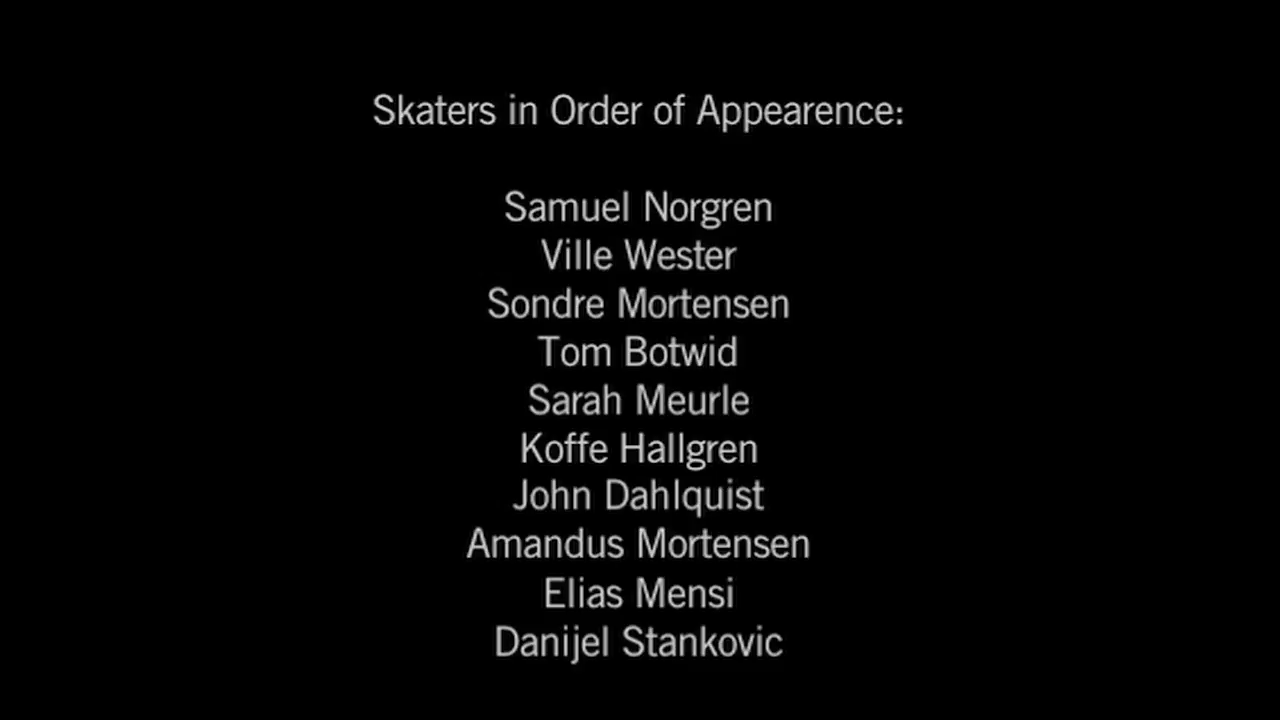 Skaters in Order of Appearence:
Samuel Norgren
Ville Wester
Sondre Mortensen
Tom Botwid
Sarah Meurle
Koffe Hallgren
John Dahlquist
Amandus Mortensen
Elias Mensi
Danijel Stankovic